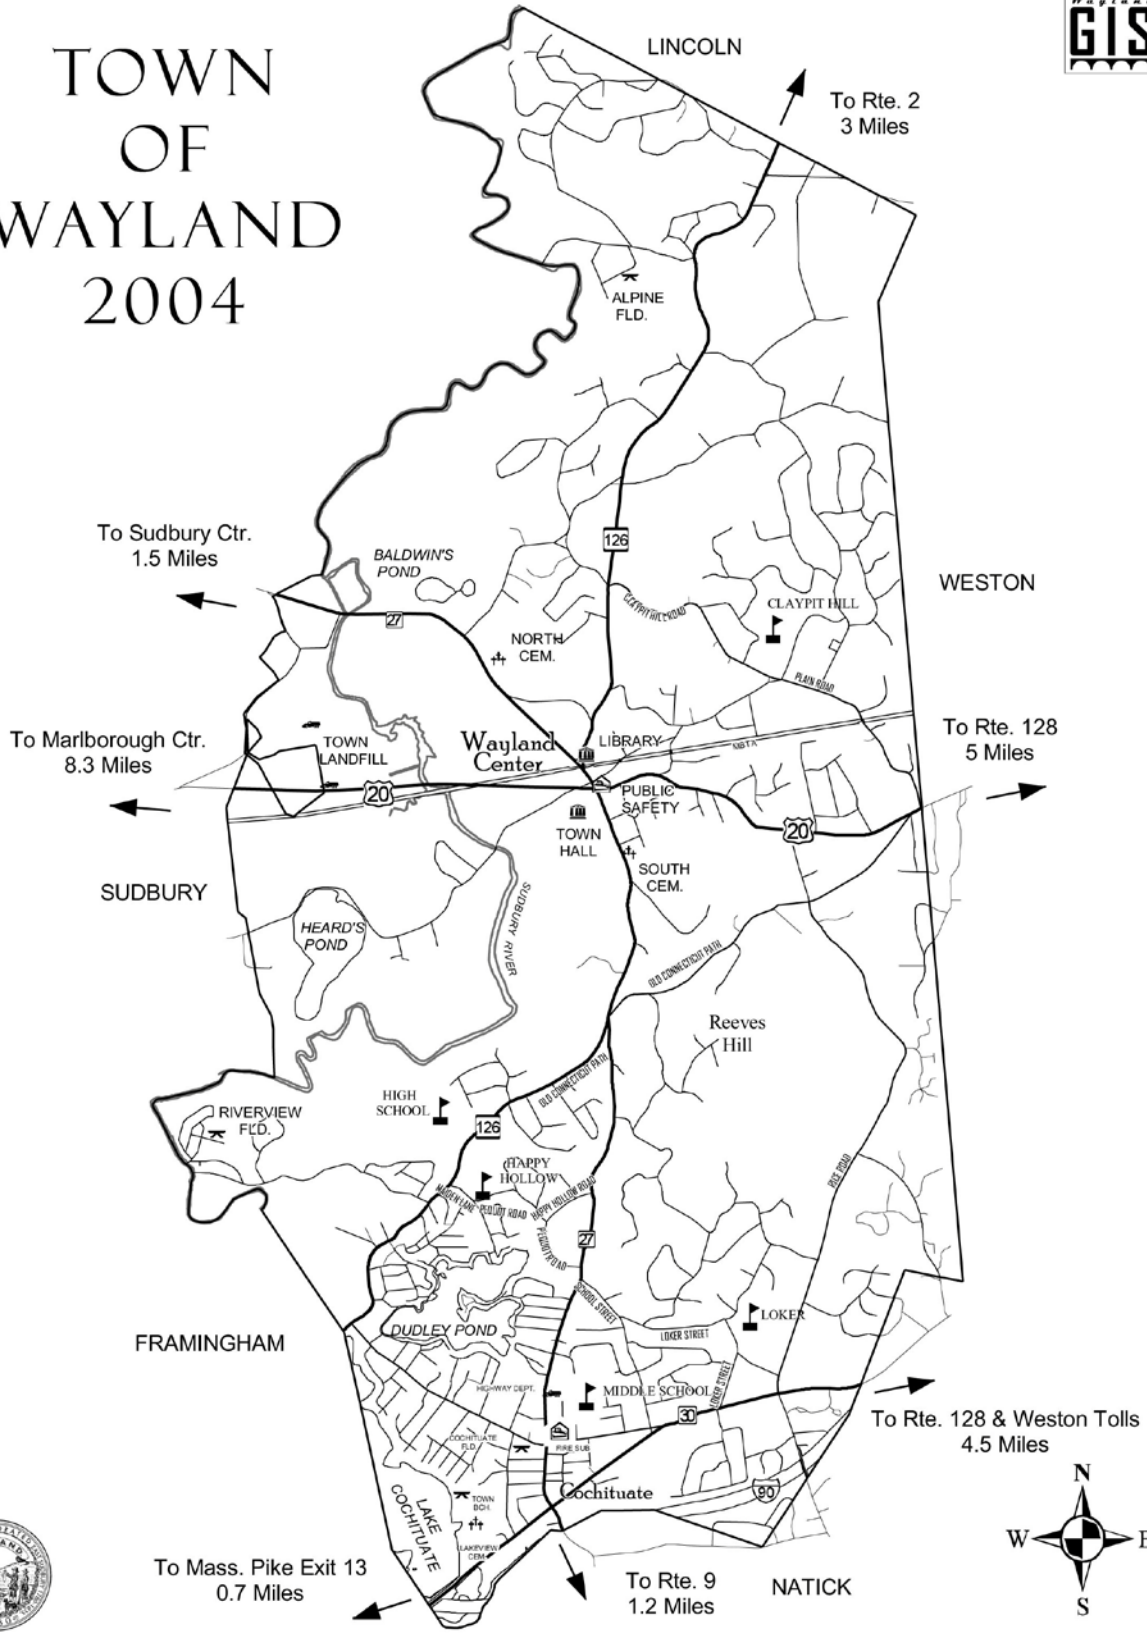 TOWN
OF
WAYLAND
2004
GIS
LINCOLN
To Rte. 2
3 Miles
ALPINE
FLD.
To Sudbury Ctr.
1.5 Miles
BALDWIN'S
POND
126
WESTON
CLAYPIT HILL ROAD
CLAYPIT HILL
27
NORTH
CEM.
PLAIN ROAD
To Marlborough Ctr.
8.3 Miles
TOWN
LANDFILL
Wayland
Center
LIBRARY
MBTA
To Rte. 128
5 Miles
20
PUBLIC
SAFETY
20
TOWN
HALL
SOUTH
CEM.
SUDBURY
HEARD'S
POND
SUDBURY RIVER
OLD CONNECTICUT PATH
Reeves
Hill
OLD CONNECTICUT PATH
HIGH
SCHOOL
RIVERVIEW
FLD.
126
HAPPY
HOLLOW
RICE ROAD
MAIDEN LANE
PEQUOT ROAD
HAPPY HOLLOW ROAD
PEQUOT ROAD
27
SCHOOL STREET
LOKER
DUDLEY POND
LOKER STREET
FRAMINGHAM
HIGHWAY DEPT.
MIDDLE SCHOOL
LOKER STREET
30
To Rte. 128 & Weston Tolls
4.5 Miles
COCHITUATE
FLD.
FIRE SUB
Cochituate
90
LAKE
COCHITUATE
TOWN
BCH.
LAKEVIEW
CEM.
N
W
E
S
To Mass. Pike Exit 13
0.7 Miles
To Rte. 9
1.2 Miles
NATICK